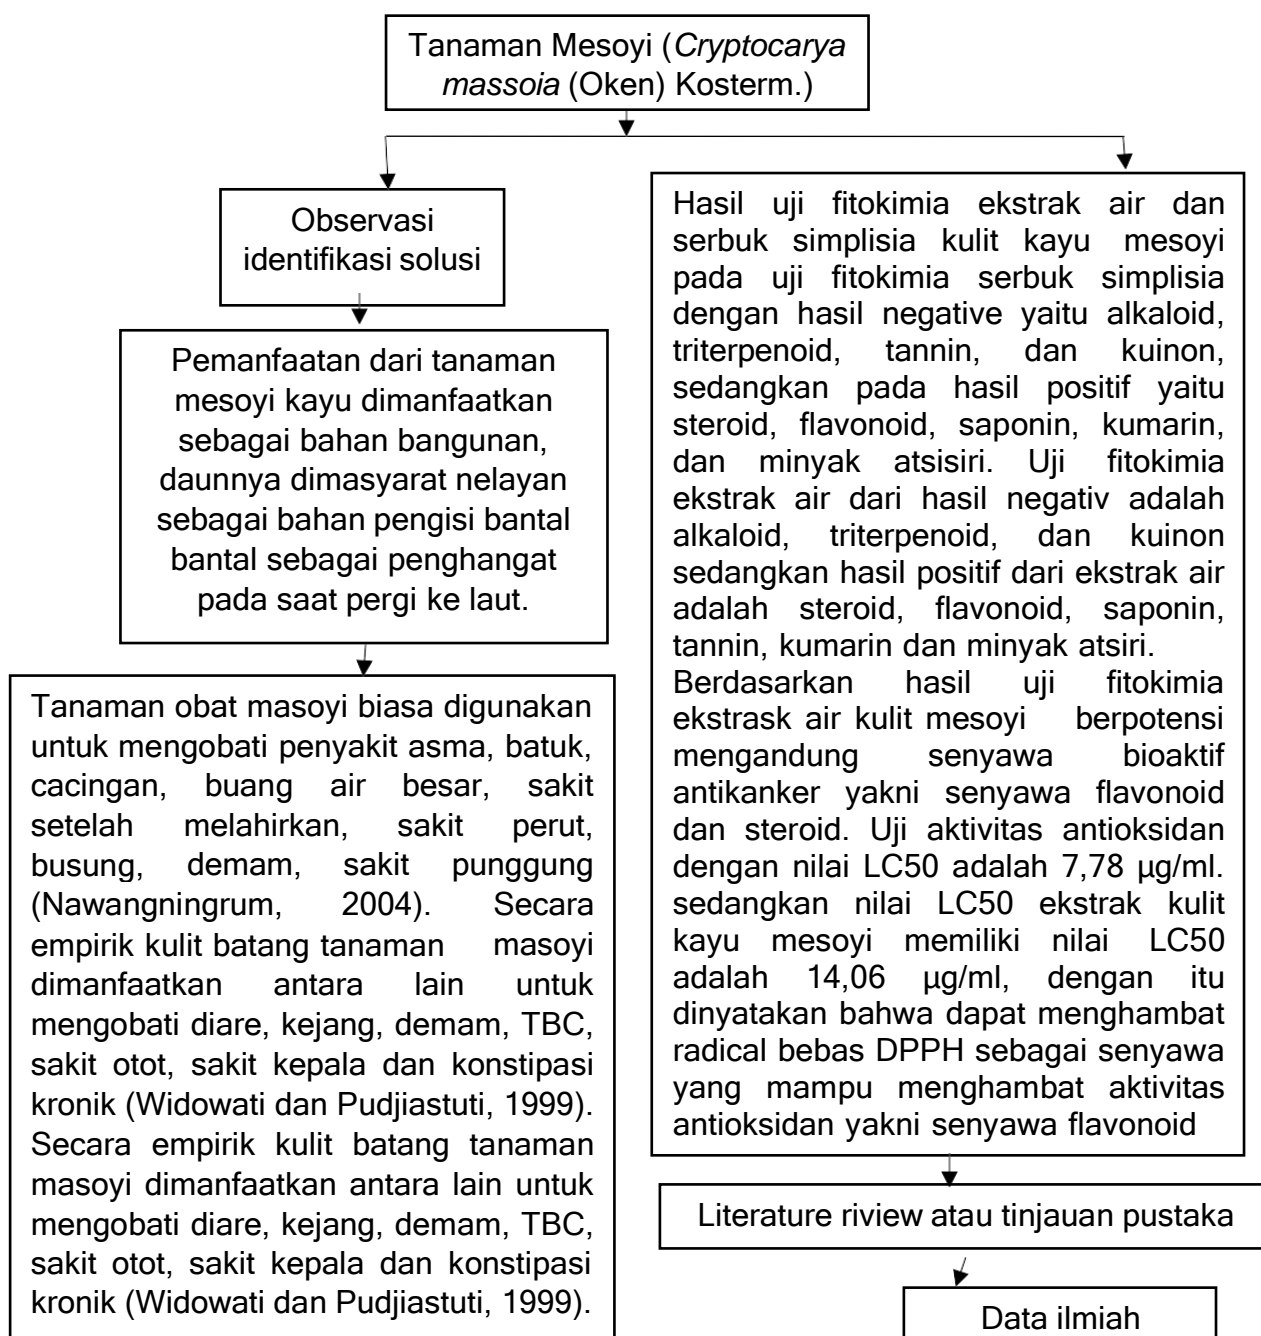 Tanaman Mesoyi (Cryptocarya
massoia (Oken) Kosterm.)
Observasi
identifikasi solusi
Pemanfaatan dari tanaman
mesoyi kayu dimanfaatkan
sebagai bahan bangunan,
daunnya dimasyarat nelayan
sebagai bahan pengisi bantal
bantal sebagai penghangat
pada saat pergi ke laut.
Tanaman obat masoyi biasa digunakan
untuk mengobati penyakit asma, batuk,
cacingan, buang air besar, sakit
setelah melahirkan, sakit perut,
busung, demam, sakit punggung
(Nawangningrum, 2004). Secara
empirik kulit batang tanaman masoyi
dimanfaatkan antara lain untuk
mengobati diare, kejang, demam, TBC,
sakit otot, sakit kepala dan konstipasi
kronik (Widowati dan Pudjiastuti, 1999).
Secara empirik kulit batang tanaman
masoyi dimanfaatkan antara lain untuk
mengobati diare, kejang, demam, TBC,
sakit otot, sakit kepala dan konstipasi
kronik (Widowati dan Pudjiastuti, 1999).
Hasil uji fitokimia ekstrak air dan
serbuk simplisia kulit kayu mesoyi
pada uji fitokimia serbuk simplisia
dengan hasil negative yaitu alkaloid,
triterpenoid, tannin, dan kuinon,
sedangkan pada hasil positif yaitu
steroid, flavonoid, saponin, kumarin,
dan minyak atsisiri. Uji fitokimia
ekstrak air dari hasil negativ adalah
alkaloid, triterpenoid, dan kuinon
sedangkan hasil positif dari ekstrak air
adalah steroid, flavonoid, saponin,
tannin, kumarin dan minyak atsiri.
Berdasarkan hasil uji fitokimia
ekstrask air kulit mesoyi berpotensi
mengandung senyawa bioaktif
antikanker yakni senyawa flavonoid
dan steroid. Uji aktivitas antioksidan
dengan nilai LC50 adalah 7,78 µg/ml.
sedangkan nilai LC50 ekstrak kulit
kayu mesoyi memiliki nilai LC50
adalah 14,06 µg/ml, dengan itu
dinyatakan bahwa dapat menghambat
radical bebas DPPH sebagai senyawa
yang mampu menghambat aktivitas
antioksidan yakni senyawa flavonoid
Literature riview atau tinjauan pustaka
Data ilmiah